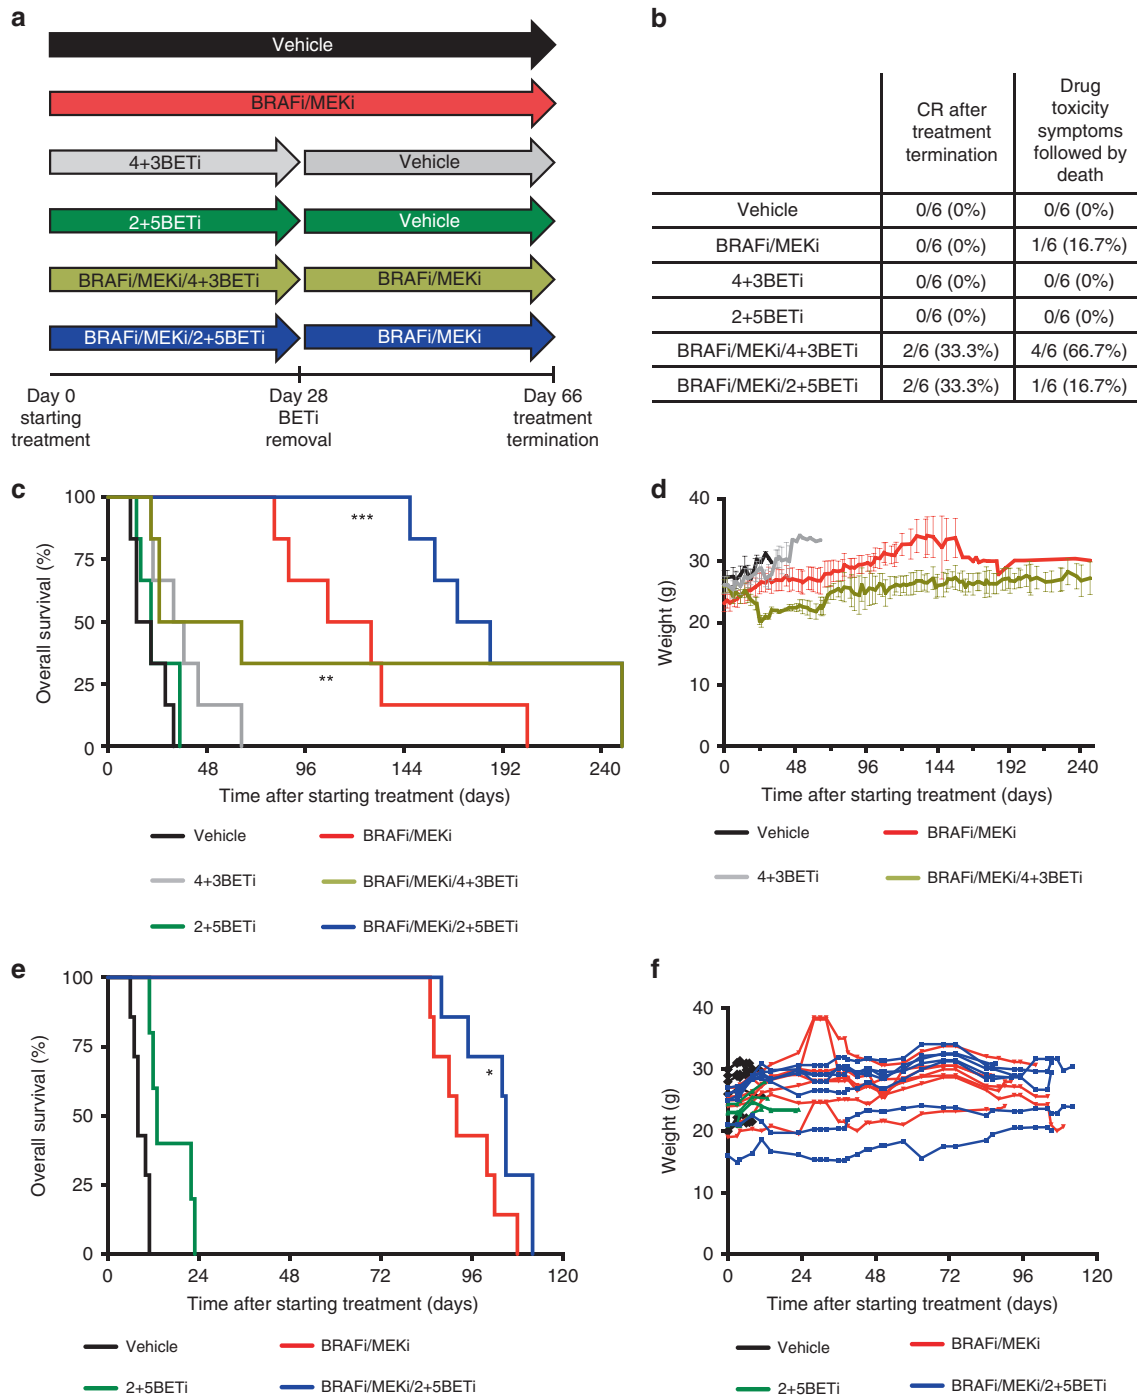 a
Vehicle
BRAFi/MEKi
4+3BETi
Vehicle
2+5BETi
Vehicle
BRAFi/MEKi/4+3BETi
BRAFi/MEKi
BRAFi/MEKi/2+5BETi
BRAFi/MEKi
Day 0
starting
treatment
Day 28
BETi
removal
Day 66
treatment
termination
b
CR after
treatment
termination
Drug
toxicity
symptoms
followed by
death
Vehicle 0/6 (0%) 0/6 (0%)
BRAFi/MEKi 0/6 (0%) 1/6 (16.7%)
4+3BETi 0/6 (0%) 0/6 (0%)
2+5BETi 0/6 (0%) 0/6 (0%)
BRAFi/MEKi/4+3BETi 2/6 (33.3%) 4/6 (66.7%)
BRAFi/MEKi/2+5BETi 2/6 (33.3%) 1/6 (16.7%)
c
Overall survival (%)
100
75
50
25
0
***
**
0 48 96 144 192 240
Time after starting treatment (days)
Vehicle
BRAFi/MEKi
4+3BETi
BRAFi/MEKi/4+3BETi
2+5BETi
BRAFi/MEKi/2+5BETi
d
Weight (g)
40
30
20
10
0
0 48 96 144 192 240
Time after starting treatment (days)
Vehicle
BRAFi/MEKi
4+3BETi
BRAFi/MEKi/4+3BETi
e
Overall survival (%)
100
75
50
25
0
*
0 24 48 72 96 120
Time after starting treatment (days)
Vehicle
BRAFi/MEKi
2+5BETi
BRAFi/MEKi/2+5BETi
f
Weight (g)
40
30
20
10
0
0 24 48 72 96 120
Time after starting treatment (days)
Vehicle
BRAFi/MEKi
2+5BETi
BRAFi/MEKi/2+5BETi